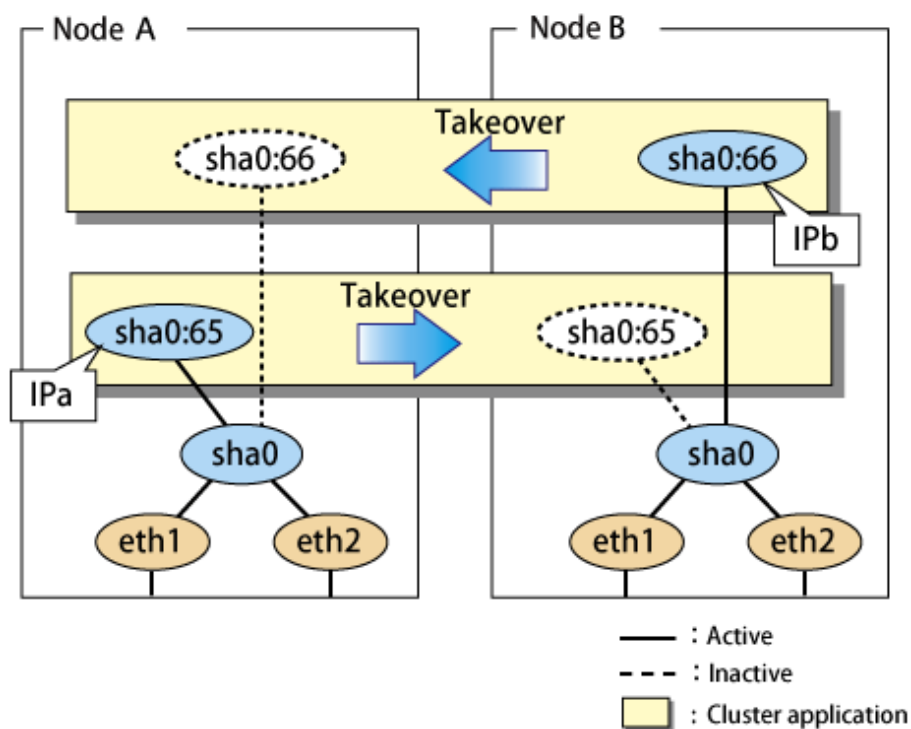 Node A
Node B
Takeover
sha0:66
sha0:66
IPb
Takeover
sha0:65
sha0:65
IPa
sha0
sha0
eth1
eth2
eth1
eth2
: Active
: Inactive
: Cluster application